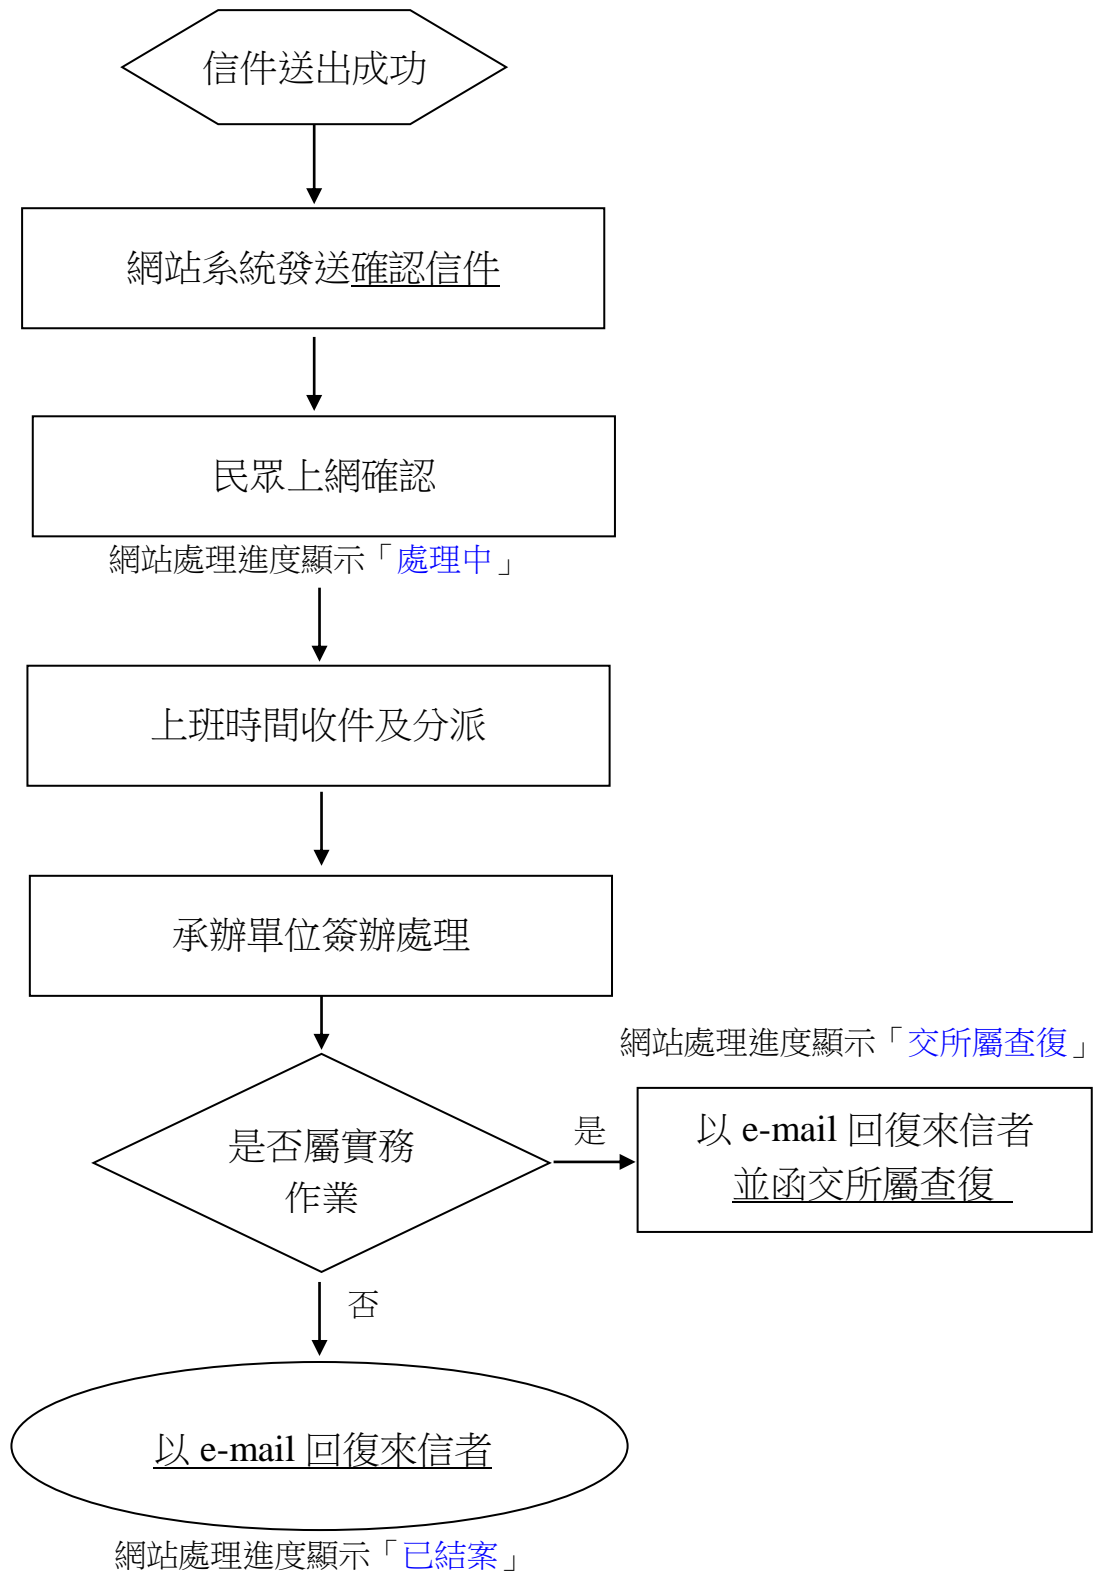 信件送出成功
網站系統發送確認信件
民眾上網確認
網站處理進度顯示「處理中」
上班時間收件及分派
承辦單位簽辦處理
網站處理進度顯示「交所屬查復」
是否屬實務
作業
是
以 e-mail 回復來信者
並函交所屬查復
否
以 e-mail 回復來信者
網站處理進度顯示「已結案」